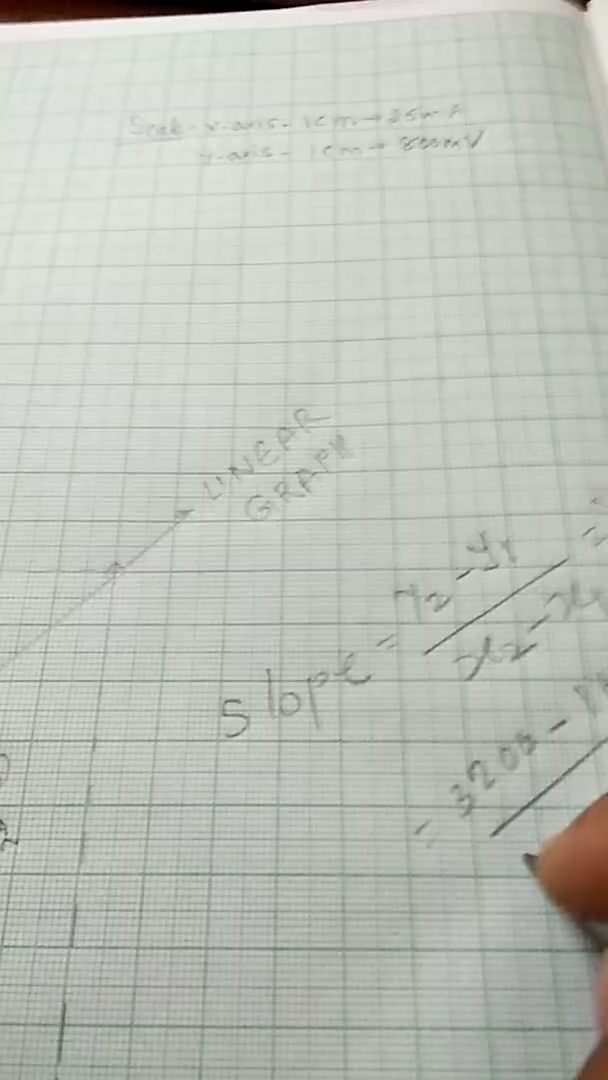 Scale - x-axis - 1cm → 25mA
y-axis - 1cm → 800mV
LINEAR
GRAPH
slope = y2 - y1 / x2 - x1 =
= 3200 -